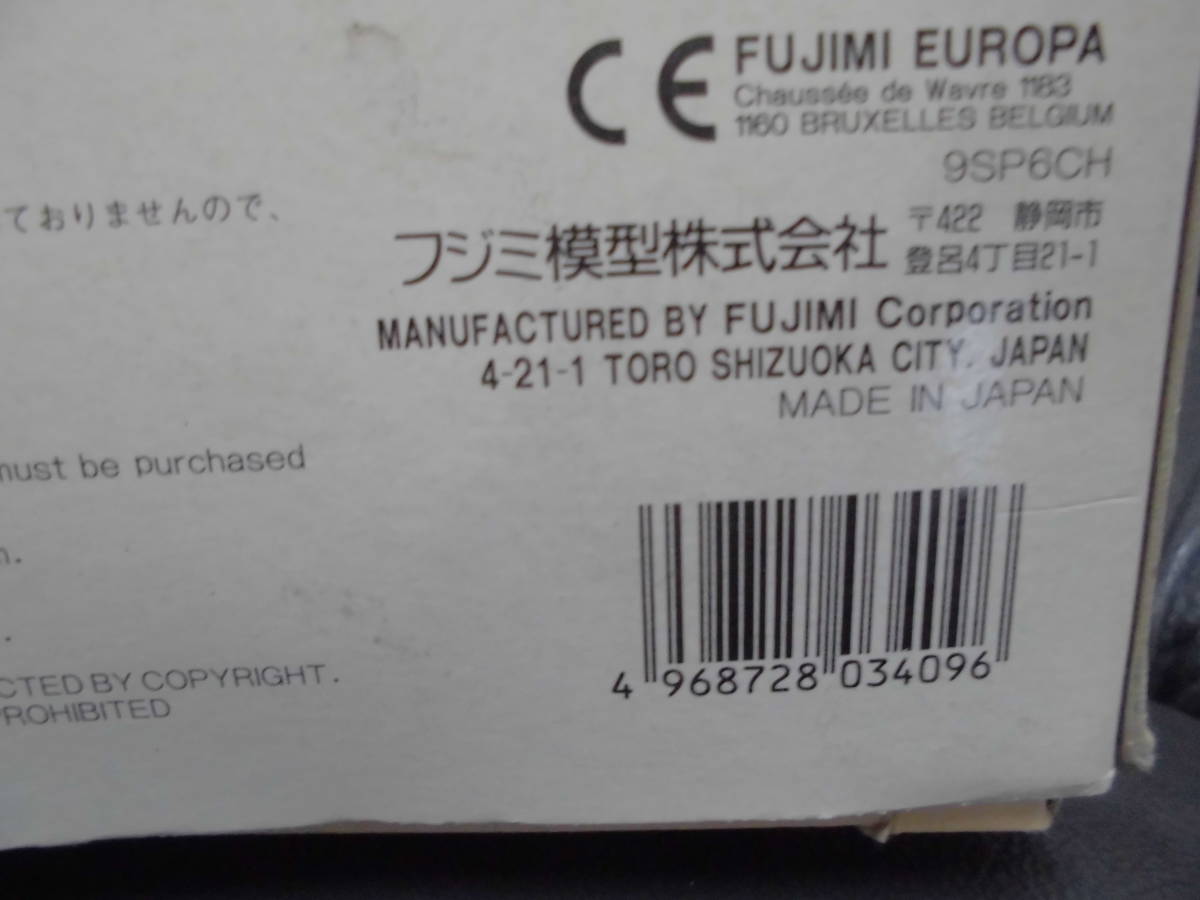 CE FUJIMI EUROPA
Chaussée de Wavre 1183
1160 BRUXELLES BELGIUM
9SP6CH
ておりませんので、
フジミ模型株式会社 〒422 静岡市
登呂4丁目21-1
MANUFACTURED BY FUJIMI Corporation
4-21-1 TORO SHIZUOKA CITY. JAPAN
MADE IN JAPAN
must be purchased
n.
.
CTED BY COPYRIGHT.
PROHIBITED
4 968728 034096